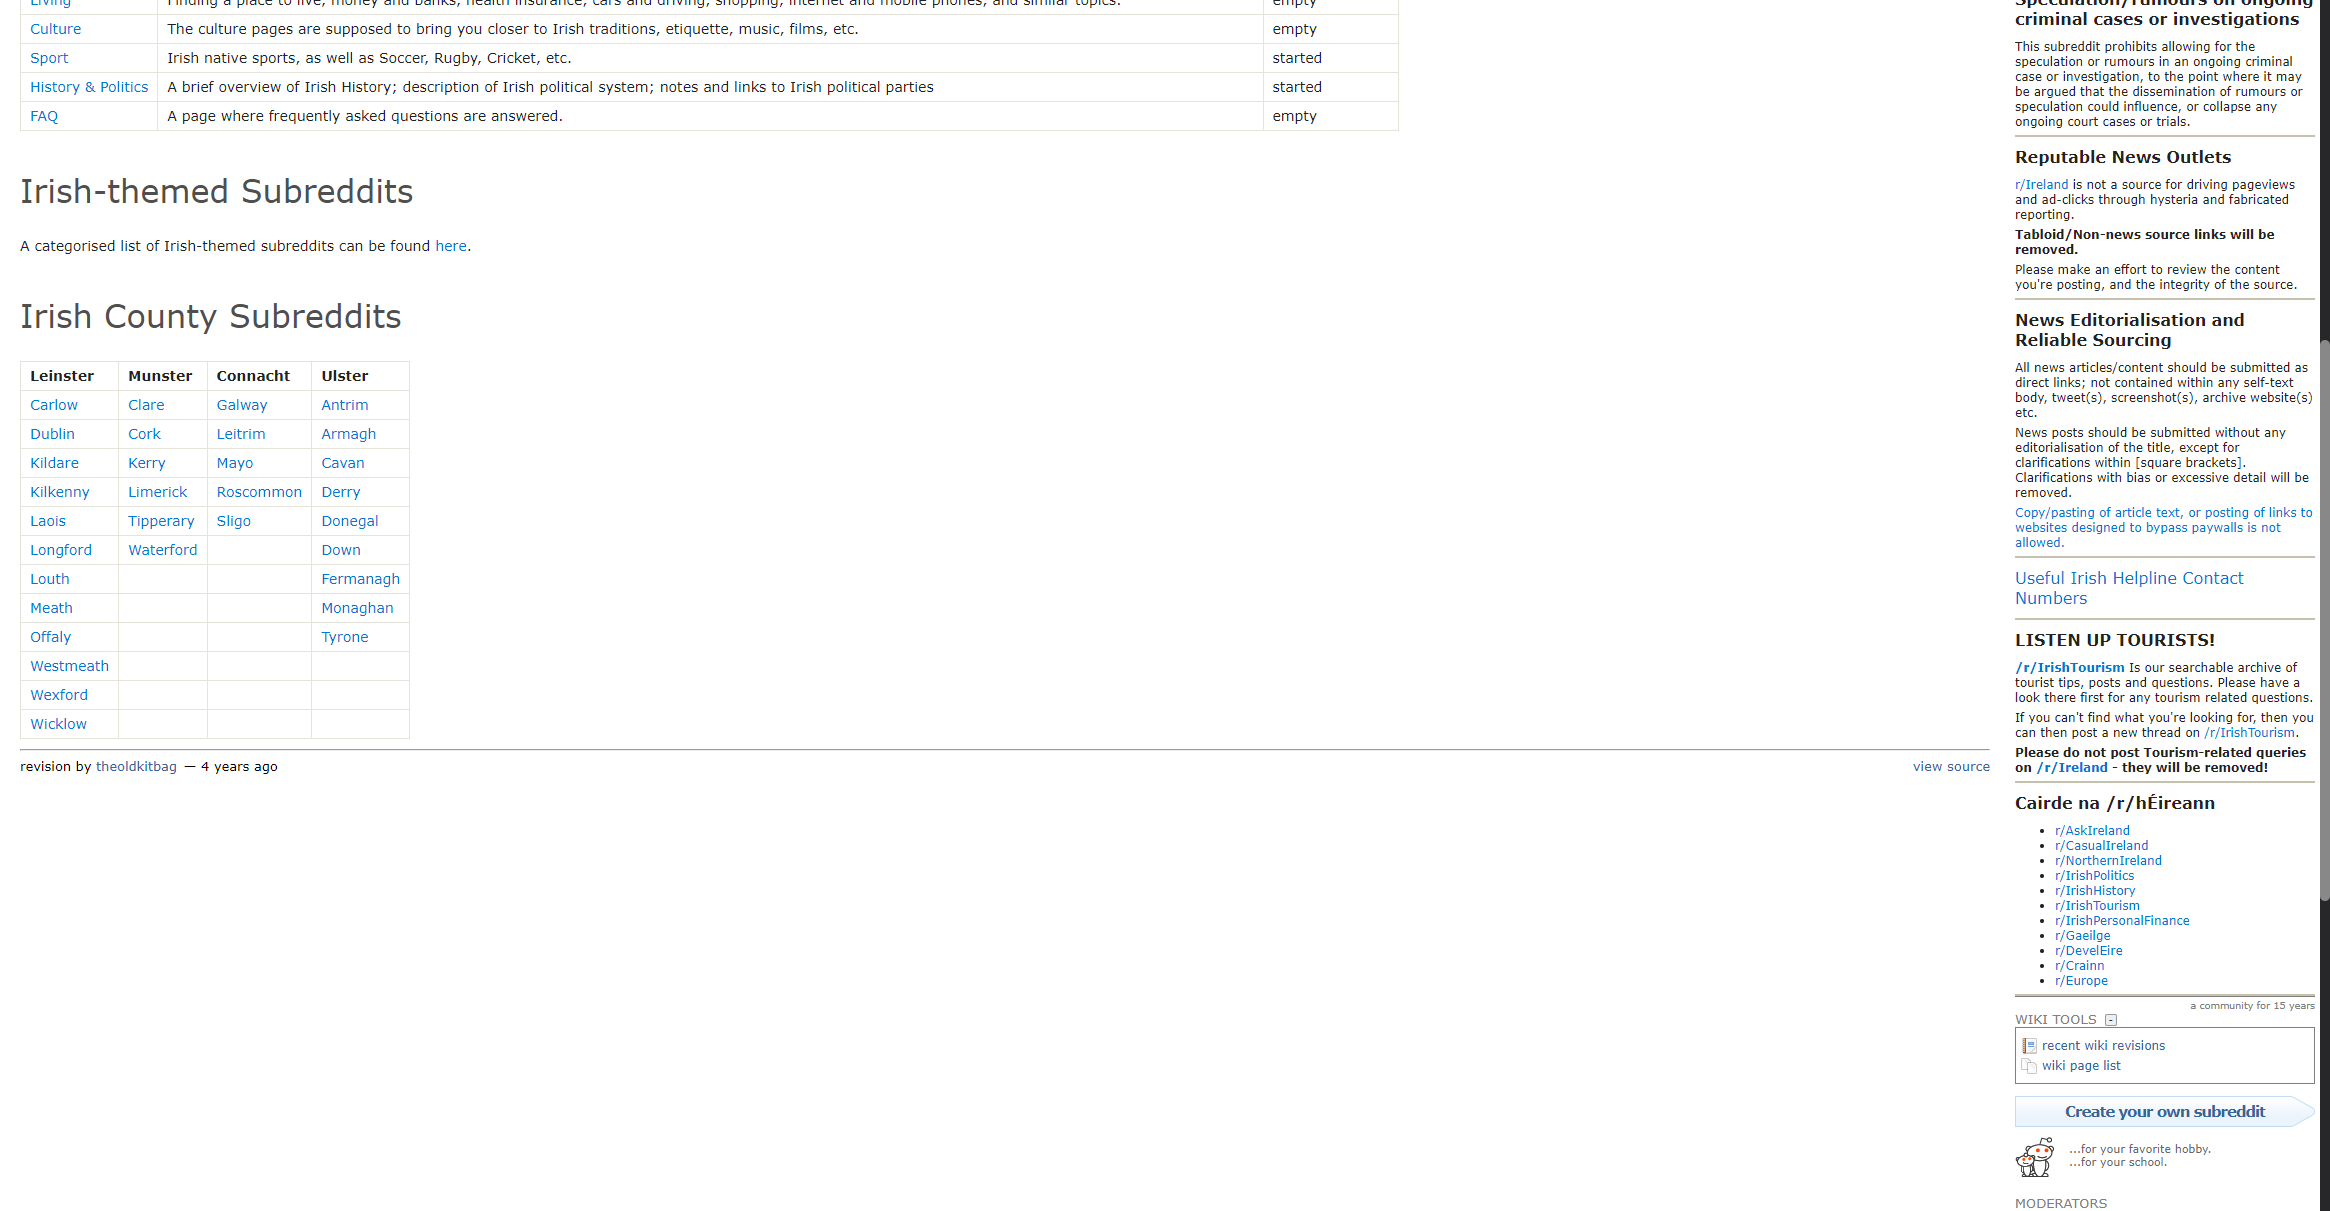 Living Finding a place to live, money and banks, health insurance, cars and driving, shopping, internet and mobile phones, and similar topics. empty
Culture The culture pages are supposed to bring you closer to Irish traditions, etiquette, music, films, etc. empty
Sport Irish native sports, as well as Soccer, Rugby, Cricket, etc. started
History & Politics A brief overview of Irish History; description of Irish political system; notes and links to Irish political parties started
FAQ A page where frequently asked questions are answered. empty
Irish-themed Subreddits
A categorised list of Irish-themed subreddits can be found here.
Irish County Subreddits
Leinster Munster Connacht Ulster
Carlow Clare Galway Antrim
Dublin Cork Leitrim Armagh
Kildare Kerry Mayo Cavan
Kilkenny Limerick Roscommon Derry
Laois Tipperary Sligo Donegal
Longford Waterford Down
Louth Fermanagh
Meath Monaghan
Offaly Tyrone
Westmeath
Wexford
Wicklow
revision by theoldkitbag — 4 years ago view source
Speculation/rumours on ongoing
criminal cases or investigations
This subreddit prohibits allowing for the
speculation or rumours in an ongoing criminal
case or investigation, to the point where it may
be argued that the dissemination of rumours or
speculation could influence, or collapse any
ongoing court cases or trials.
Reputable News Outlets
r/Ireland is not a source for driving pageviews
and ad-clicks through hysteria and fabricated
reporting.
Tabloid/Non-news source links will be
removed.
Please make an effort to review the content
you're posting, and the integrity of the source.
News Editorialisation and
Reliable Sourcing
All news articles/content should be submitted as
direct links; not contained within any self-text
body, tweet(s), screenshot(s), archive website(s)
etc.
News posts should be submitted without any
editorialisation of the title, except for
clarifications within [square brackets].
Clarifications with bias or excessive detail will be
removed.
Copy/pasting of article text, or posting of links to
websites designed to bypass paywalls is not
allowed.
Useful Irish Helpline Contact
Numbers
LISTEN UP TOURISTS!
/r/IrishTourism Is our searchable archive of
tourist tips, posts and questions. Please have a
look there first for any tourism related questions.
If you can't find what you're looking for, then you
can then post a new thread on /r/IrishTourism.
Please do not post Tourism-related queries
on /r/Ireland - they will be removed!
Cairde na /r/hÉireann
r/AskIreland
r/CasualIreland
r/NorthernIreland
r/IrishPolitics
r/IrishHistory
r/IrishTourism
r/IrishPersonalFinance
r/Gaeilge
r/DevelEire
r/Crainn
r/Europe
a community for 15 years
WIKI TOOLS -
recent wiki revisions
wiki page list
Create your own subreddit
...for your favorite hobby.
...for your school.
MODERATORS